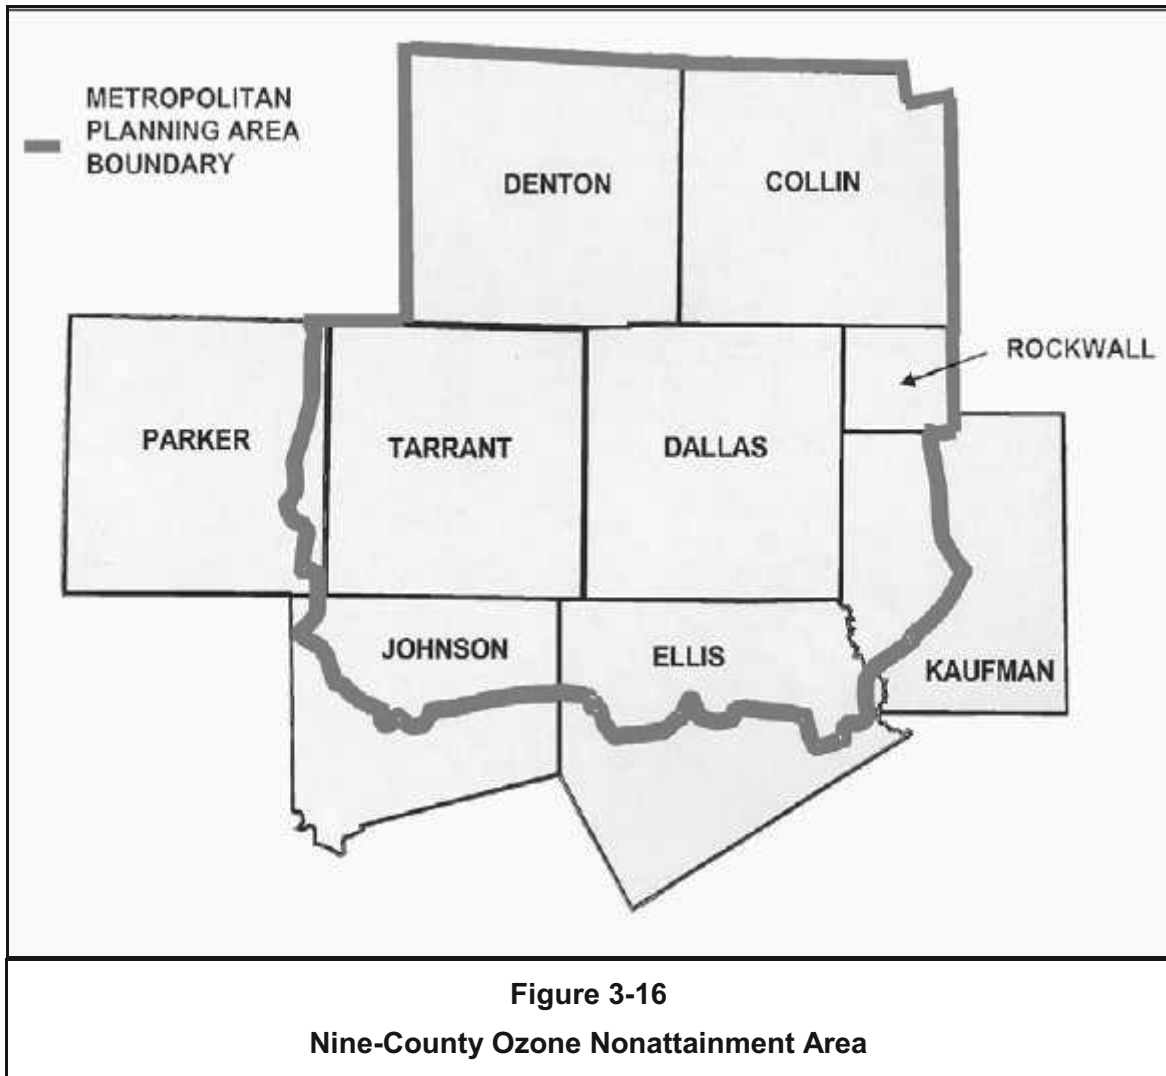 METROPOLITAN
PLANNING AREA
BOUNDARY
DENTON
COLLIN
ROCKWALL
PARKER
TARRANT
DALLAS
JOHNSON
ELLIS
KAUFMAN
Figure 3-16
Nine-County Ozone Nonattainment Area